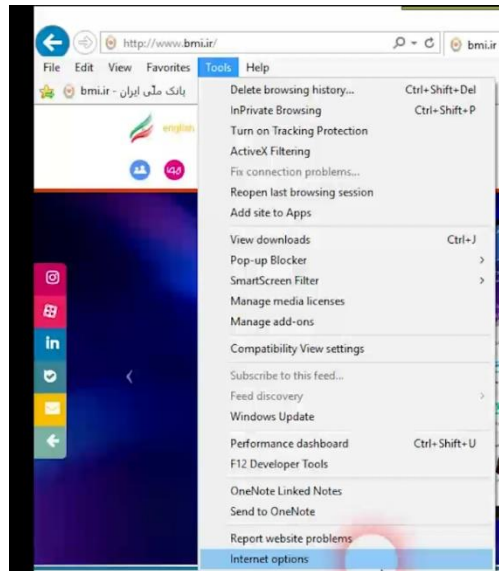 http://www.bmi.ir/
bmi.ir
File Edit View Favorites Tools Help
بانک ملّی ایران - bmi.ir
english
Delete browsing history... Ctrl+Shift+Del
InPrivate Browsing Ctrl+Shift+P
Turn on Tracking Protection
ActiveX Filtering
Fix connection problems...
Reopen last browsing session
Add site to Apps
View downloads Ctrl+J
Pop-up Blocker
SmartScreen Filter
Manage media licenses
Manage add-ons
Compatibility View settings
Subscribe to this feed...
Feed discovery
Windows Update
Performance dashboard Ctrl+Shift+U
F12 Developer Tools
OneNote Linked Notes
Send to OneNote
Report website problems
Internet options
in